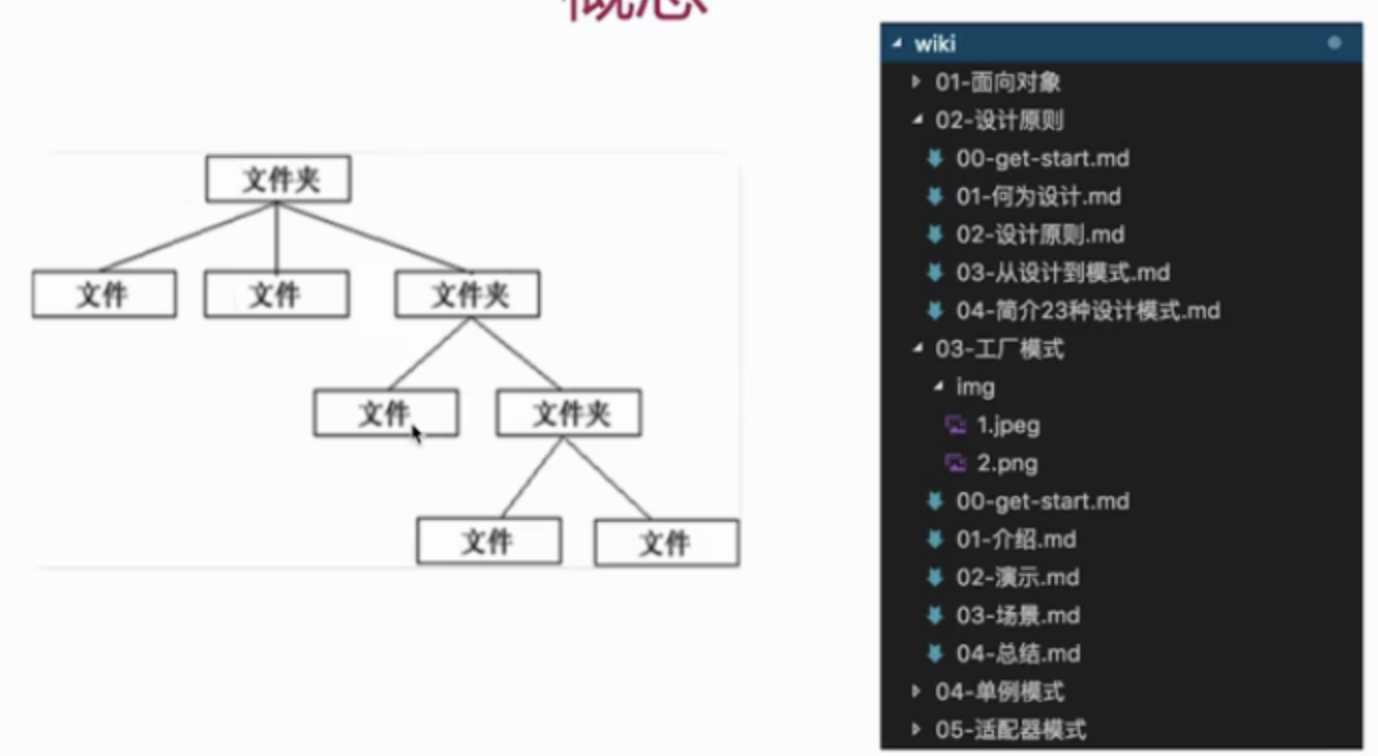 概念
文件夹
文件 文件 文件夹
文件 文件夹
文件 文件
wiki
01-面向对象
02-设计原则
00-get-start.md
01-何为设计.md
02-设计原则.md
03-从设计到模式.md
04-简介23种设计模式.md
03-工厂模式
img
1.jpeg
2.png
00-get-start.md
01-介绍.md
02-演示.md
03-场景.md
04-总结.md
04-单例模式
05-适配器模式